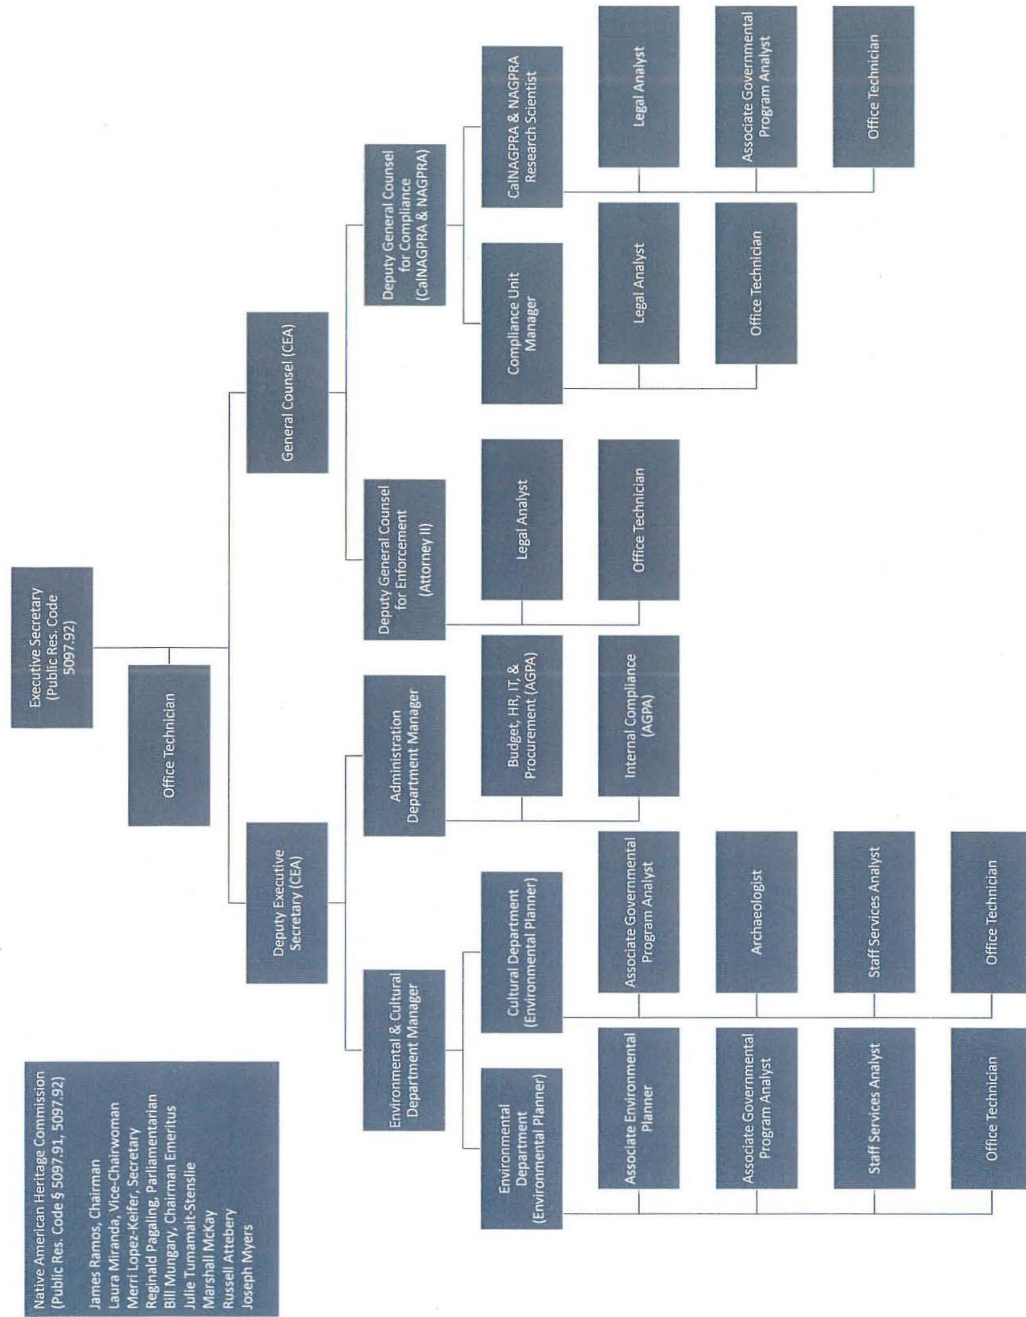 Native American Heritage Commission
(Public Res. Code § 5097.91, 5097.92)
James Ramos, Chairman
Laura Miranda, Vice-Chairwoman
Merri Lopez-Keifer, Secretary
Reginald Pagaling, Parliamentarian
Bill Mungary, Chairman Emeritus
Julie Tumamait-Stenslie
Marshall McKay
Russell Attebery
Joseph Myers
Executive Secretary
(Public Res. Code
5097.92)
Office Technician
Deputy Executive
Secretary (CEA)
General Counsel (CEA)
Environmental & Cultural
Department Manager
Administration
Department Manager
Deputy General Counsel
for Enforcement
(Attorney II)
Deputy General Counsel
for Compliance
(CalNAGPRA & NAGPRA)
Environmental
Department
(Environmental Planner)
Associate Environmental
Planner
Associate Governmental
Program Analyst
Staff Services Analyst
Office Technician
Cultural Department
(Environmental Planner)
Associate Governmental
Program Analyst
Archaeologist
Staff Services Analyst
Office Technician
Budget, HR, IT, &
Procurement (AGPA)
Internal Compliance
(AGPA)
Legal Analyst
Office Technician
Compliance Unit
Manager
Legal Analyst
Office Technician
CalNAGPRA & NAGPRA
Research Scientist
Legal Analyst
Associate Governmental
Program Analyst
Office Technician